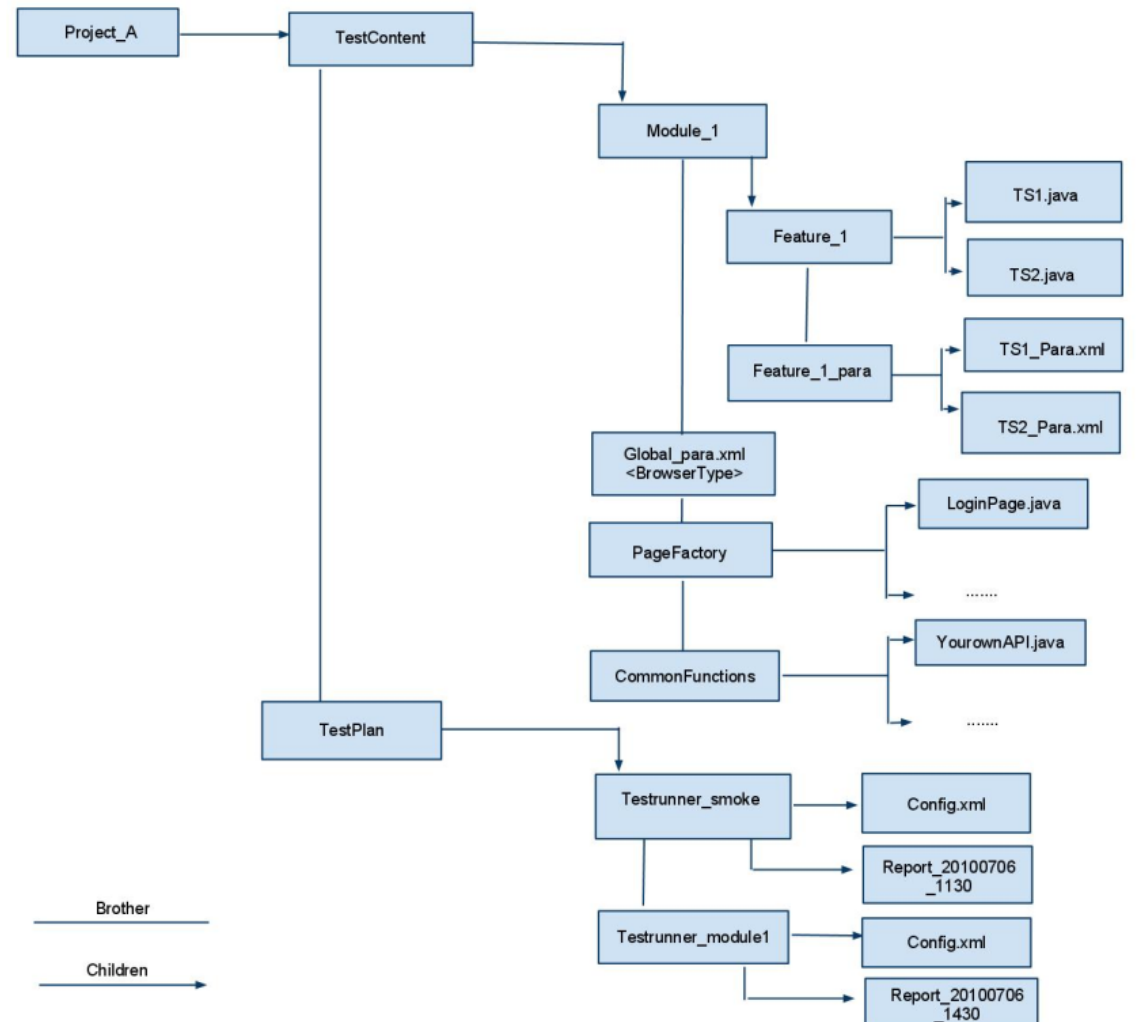 Project_A
TestContent
Module_1
Feature_1
TS1.java
TS2.java
Feature_1_para
TS1_Para.xml
TS2_Para.xml
Global_para.xml
<BrowserType>
PageFactory
LoginPage.java
.......
CommonFunctions
YourownAPI.java
........
TestPlan
Testrunner_smoke
Config.xml
Report_20100706
_1130
Testrunner_module1
Config.xml
Report_20100706
_1430
Brother
Children